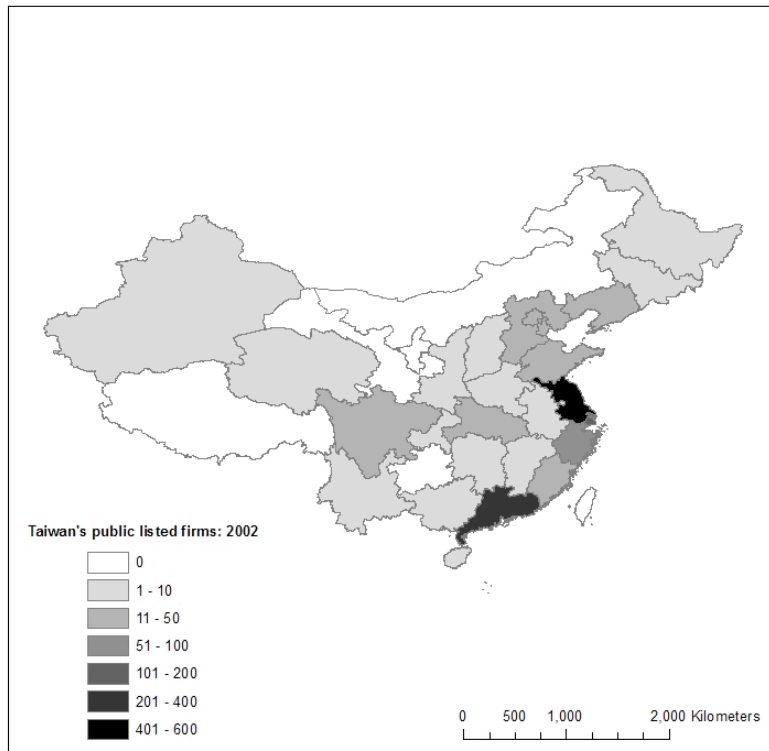 Taiwan's public listed firms: 2002
0
1 - 10
11 - 50
51 - 100
101 - 200
201 - 400
401 - 600
0 500 1,000 2,000 Kilometers